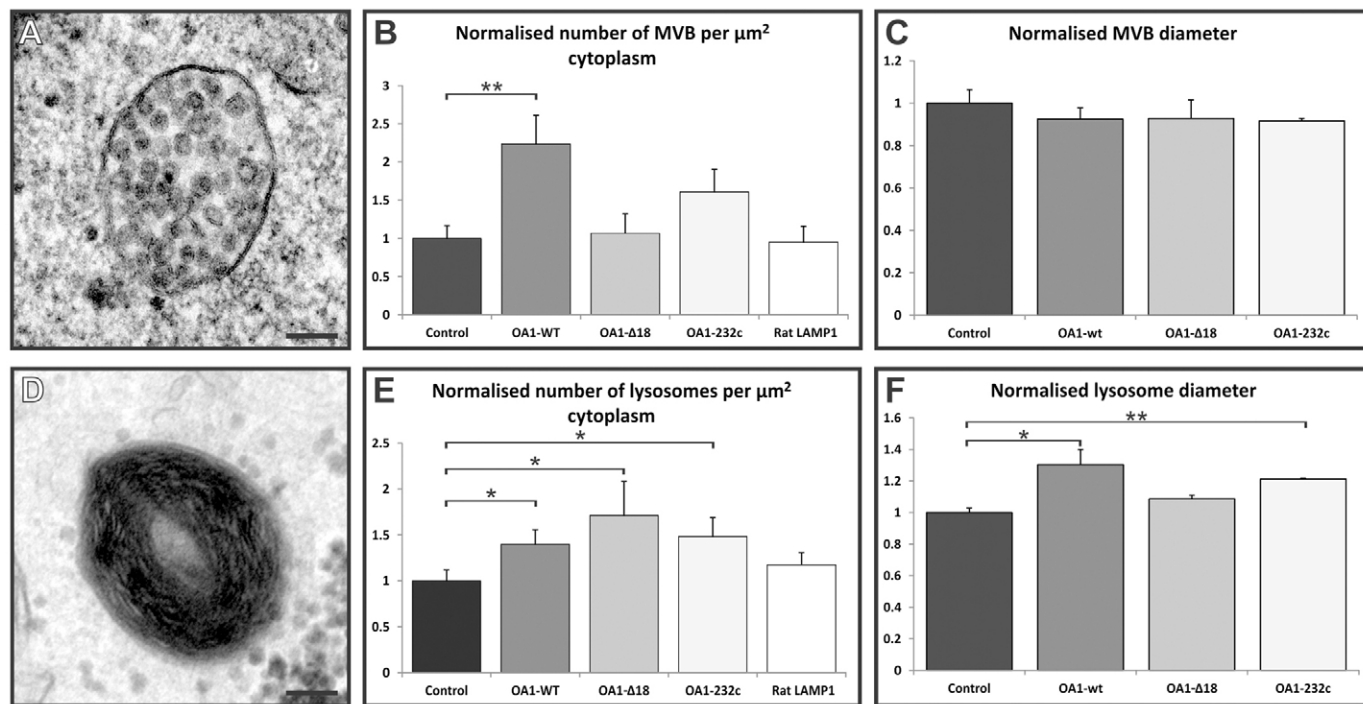 A
B
Normalised number of MVB per µm²
cytoplasm
**
3
2.5
2
1.5
1
0.5
0
Control OA1-WT OA1-Δ18 OA1-232c Rat LAMP1
C
Normalised MVB diameter
1.2
1
0.8
0.6
0.4
0.2
0
Control OA1-wt OA1-Δ18 OA1-232c
D
E
Normalised number of lysosomes per µm²
cytoplasm
*
*
*
2.5
2
1.5
1
0.5
0
Control OA1-WT OA1-Δ18 OA1-232c Rat LAMP1
F
Normalised lysosome diameter
**
*
1.6
1.4
1.2
1
0.8
0.6
0.4
0.2
0
Control OA1-wt OA1-Δ18 OA1-232c